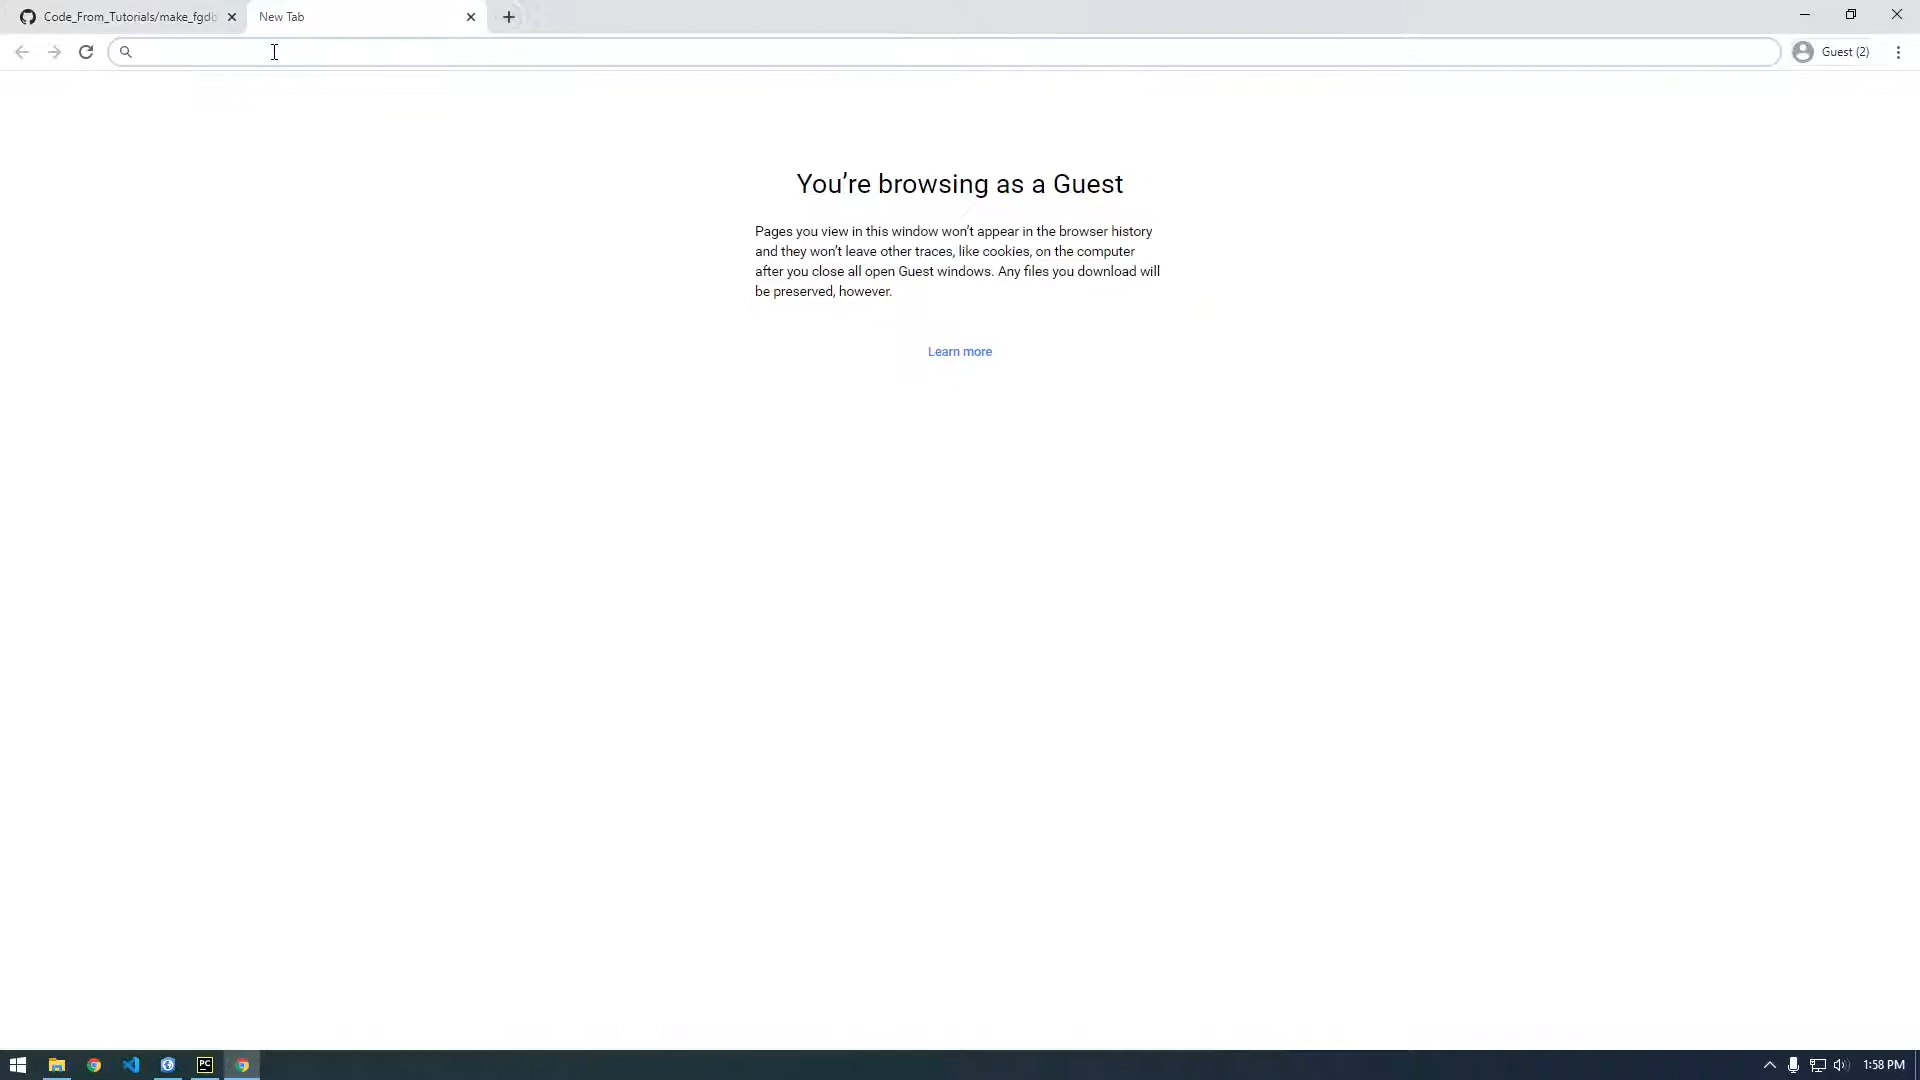 Code_From_Tutorials/make_fgdb
New Tab
Guest (2)
You're browsing as a Guest
Pages you view in this window won't appear in the browser history
and they won't leave other traces, like cookies, on the computer
after you close all open Guest windows. Any files you download will
be preserved, however.
Learn more
PC
1:58 PM